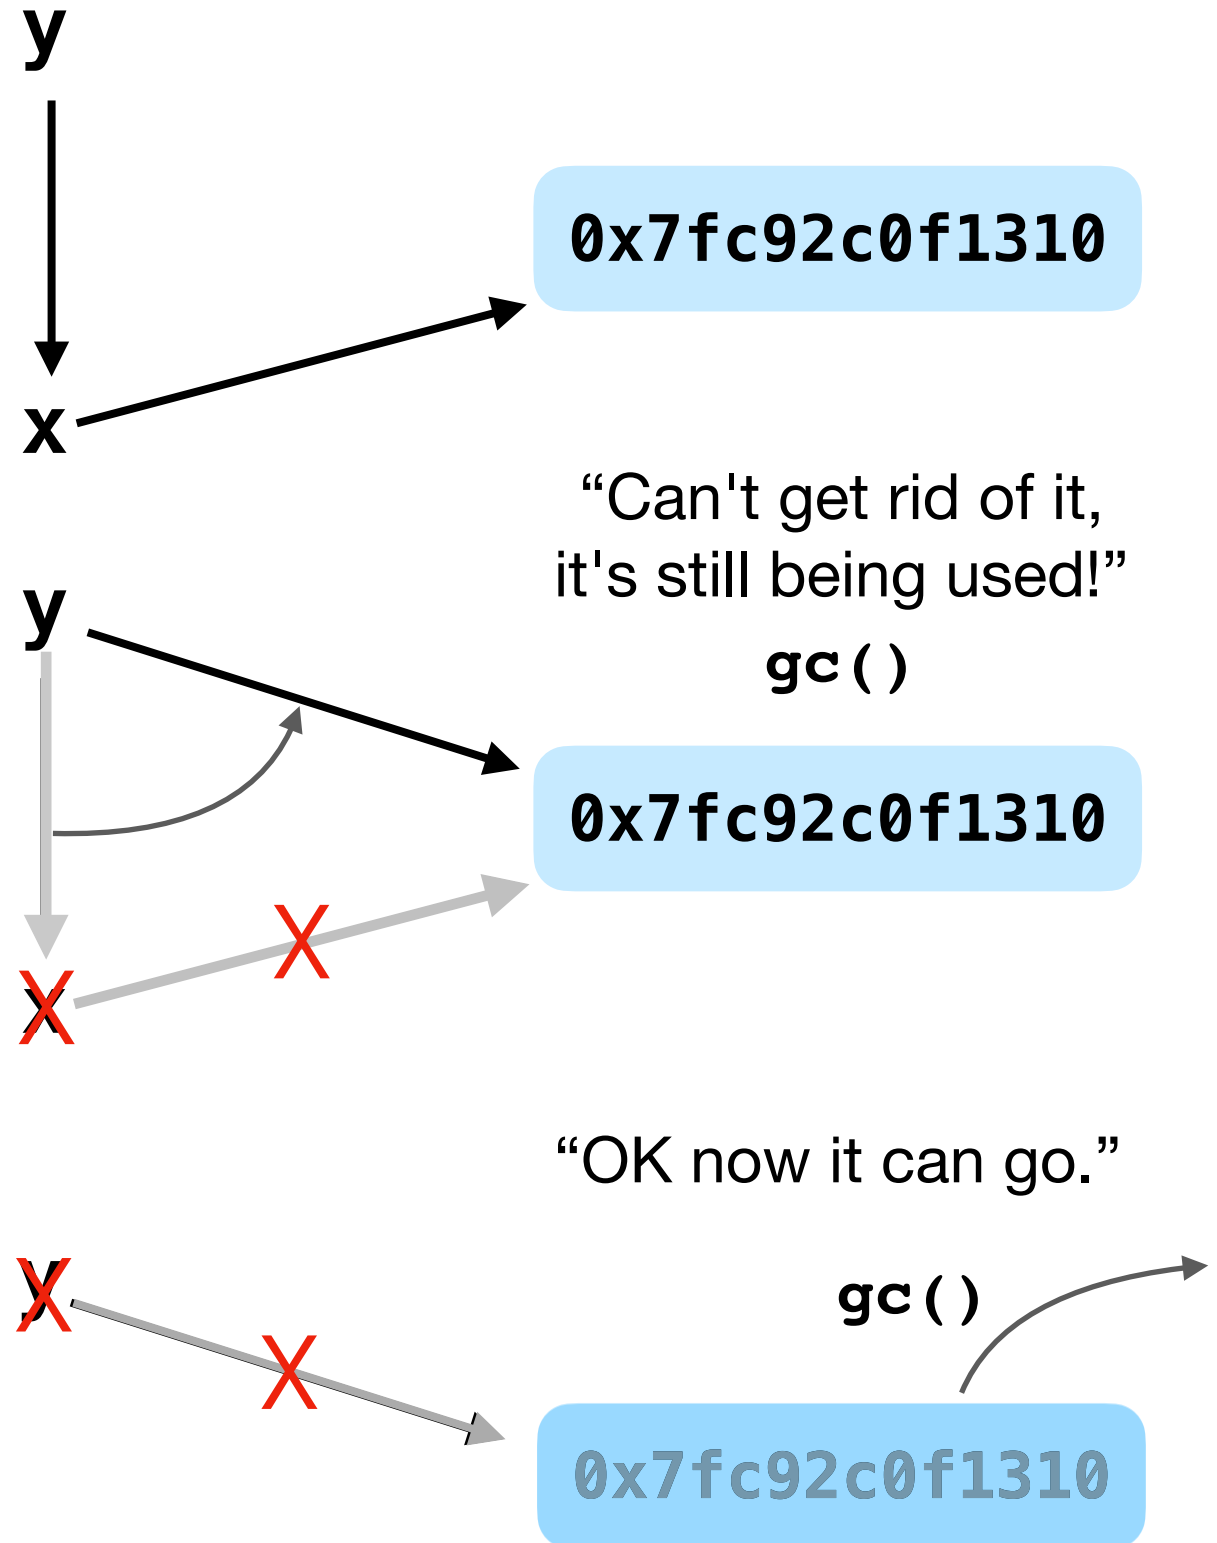 y
0x7fc92c0f1310
x
“Can't get rid of it,
it's still being used!”
y
gc()
0x7fc92c0f1310
X
x
X
“OK now it can go.”
y
X
gc()
X
0x7fc92c0f1310